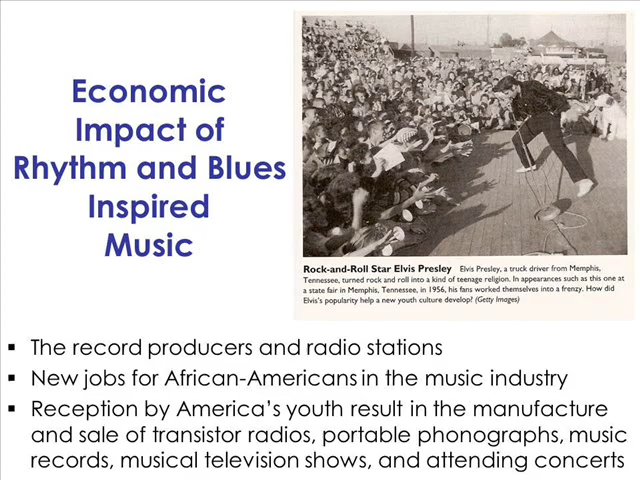 Economic
Impact of
Rhythm and Blues
Inspired
Music
Rock-and-Roll Star Elvis Presley Elvis Presley, a truck driver from Memphis,
Tennessee, turned rock and roll into a kind of teenage religion. In appearances such as this one at
a state fair in Memphis, Tennessee, in 1956, his fans worked themselves into a frenzy. How did
Elvis's popularity help a new youth culture develop? (Getty Images)
▪ The record producers and radio stations
▪ New jobs for African-Americans in the music industry
▪ Reception by America's youth result in the manufacture
and sale of transistor radios, portable phonographs, music
records, musical television shows, and attending concerts